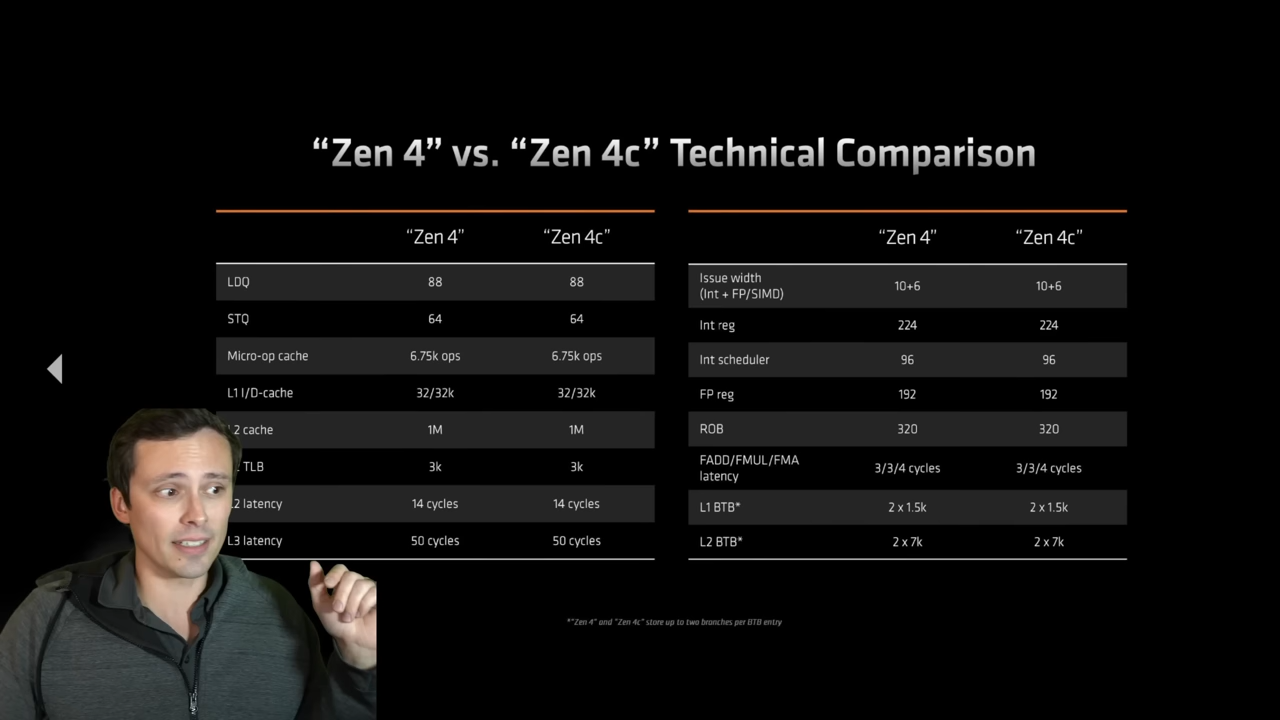 “Zen 4” vs. “Zen 4c” Technical Comparison
“Zen 4” “Zen 4c”
LDQ 88 88
STQ 64 64
Micro-op cache 6.75k ops 6.75k ops
L1 I/D-cache 32/32k 32/32k
2 cache 1M 1M
TLB 3k 3k
2 latency 14 cycles 14 cycles
L3 latency 50 cycles 50 cycles
“Zen 4” “Zen 4c”
Issue width
(Int + FP/SIMD) 10+6 10+6
Int reg 224 224
Int scheduler 96 96
FP reg 192 192
ROB 320 320
FADD/FMUL/FMA
latency 3/3/4 cycles 3/3/4 cycles
L1 BTB* 2 x 1.5k 2 x 1.5k
L2 BTB* 2 x 7k 2 x 7k
*“Zen 4” and “Zen 4c” store up to two branches per BTB entry